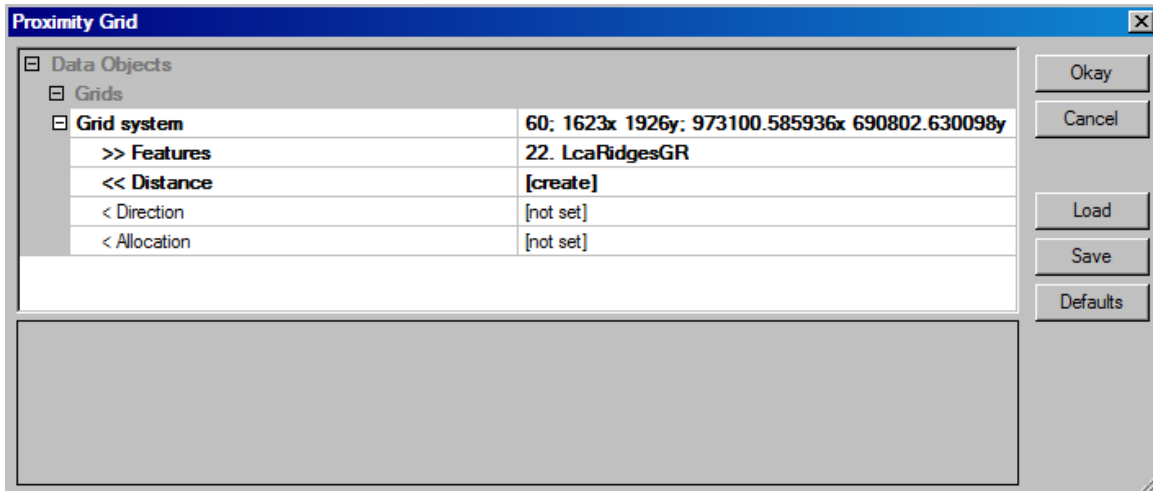 Proximity Grid
Data Objects
Grids
Grid system 60; 1623x 1926y; 973100.585936x 690802.630098y
>> Features 22. LcaRidgesGR
<< Distance [create]
< Direction [not set]
< Allocation [not set]
Okay
Cancel
Load
Save
Defaults